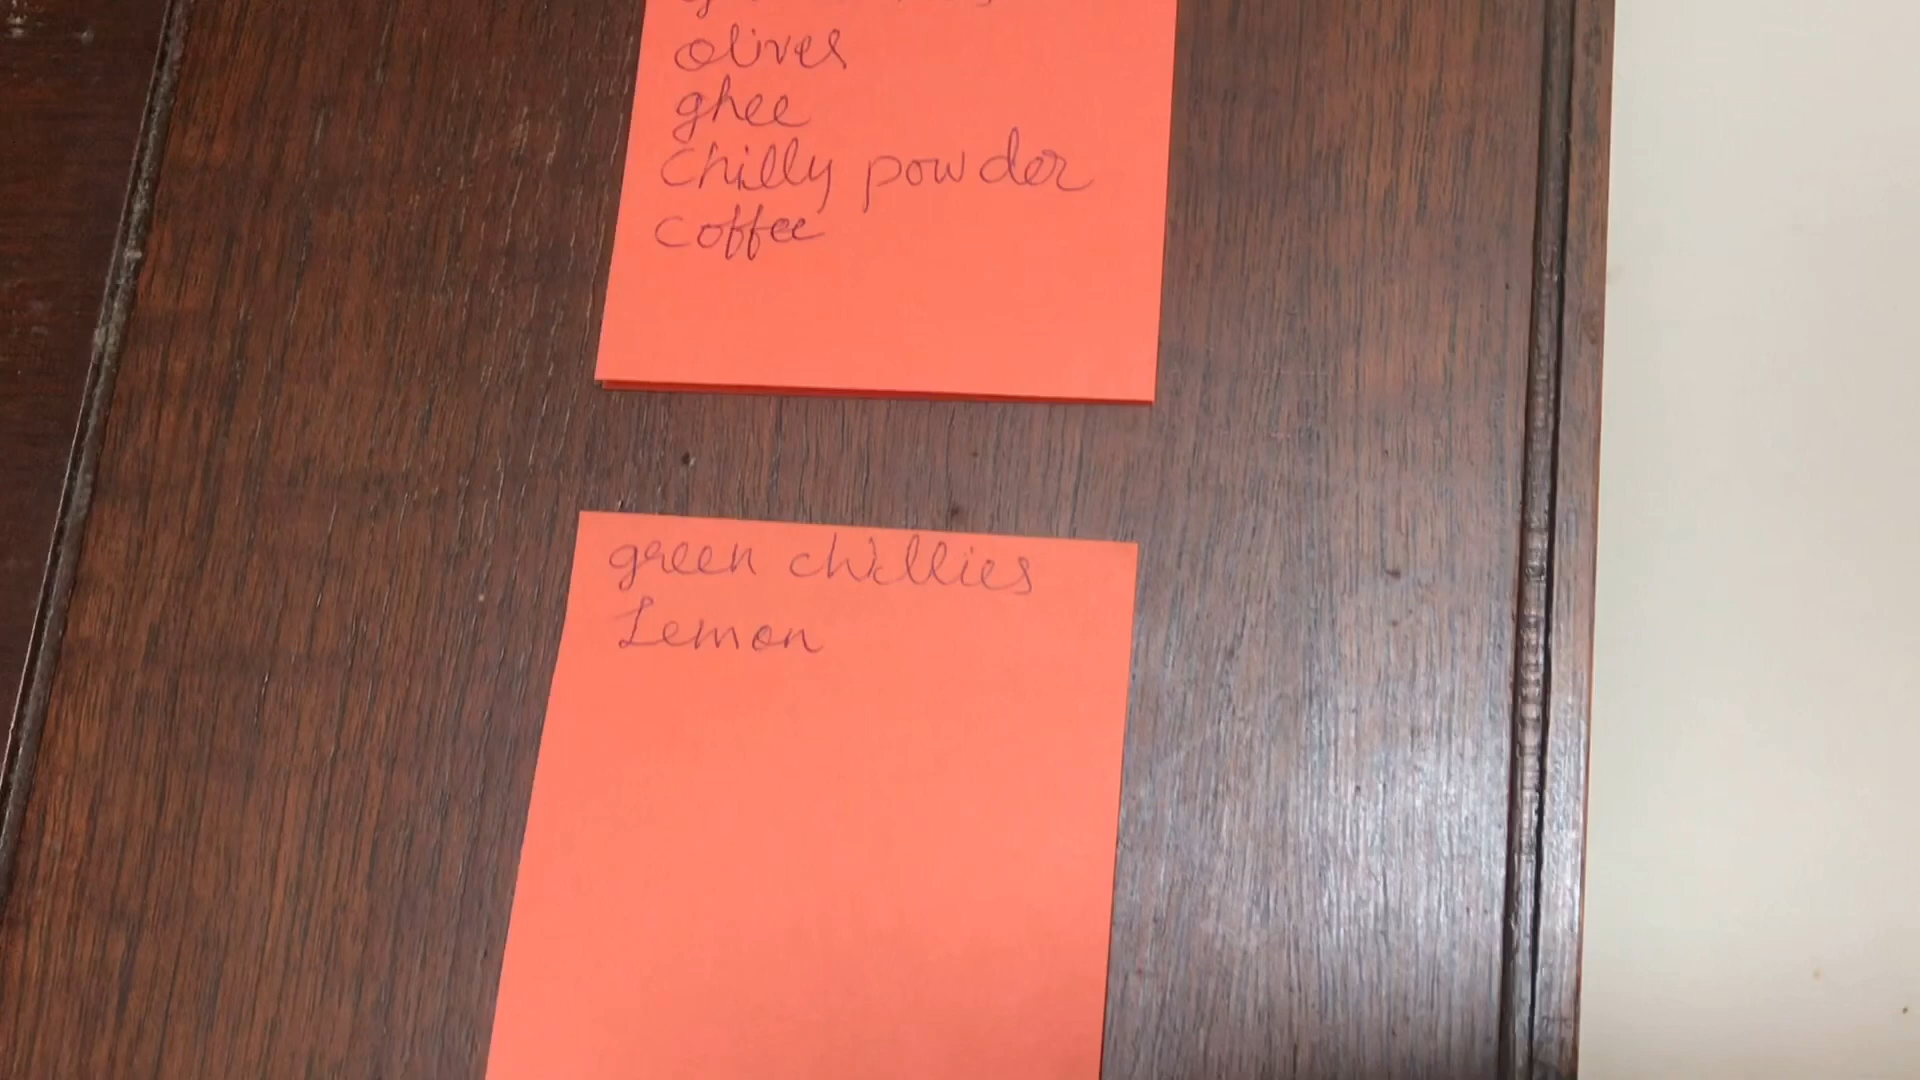 olives
ghee
Chilly powder
coffee
green chillies
Lemon